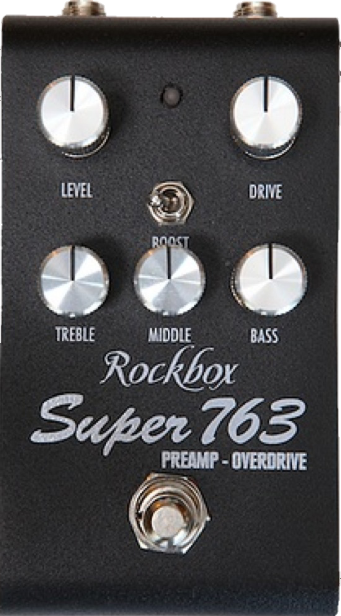 LEVEL DRIVE
BOOST
TREBLE MIDDLE BASS
Rockbox
Super 763
PREAMP - OVERDRIVE